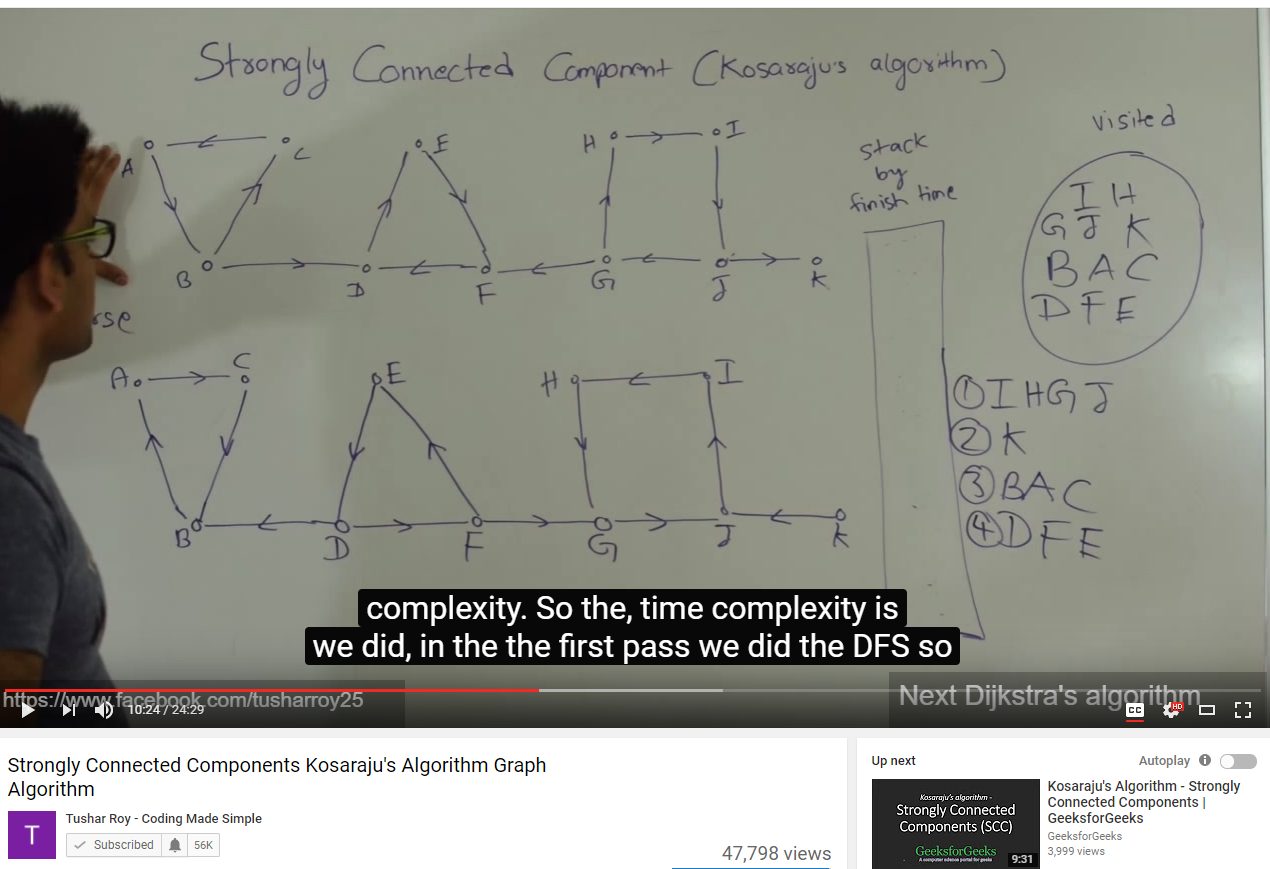 Strongly Connected Component (Kosaraju's algorithm)
visited
stack
by
finish time
A
C
E
H
I
B
D
F
G
J
K
I H
G J K
B A C
D F E
rse
A
C
E
H
I
B
D
F
G
J
K
① I H G J
② K
③ B A C
④ D F E
complexity. So the, time complexity is
we did, in the the first pass we did the DFS so
https://www.facebook.com/tusharroy25
Next Dijkstra's algorithm
10:24 / 24:29
CC
HD
Strongly Connected Components Kosaraju's Algorithm Graph
Algorithm
T
Tushar Roy - Coding Made Simple
Subscribed
56K
47,798 views
Up next
Autoplay
Kosaraju's algorithm -
Strongly Connected
Components (SCC)
GeeksforGeeks
A computer science portal for geeks
9:31
Kosaraju's Algorithm - Strongly
Connected Components |
GeeksforGeeks
GeeksforGeeks
3,999 views